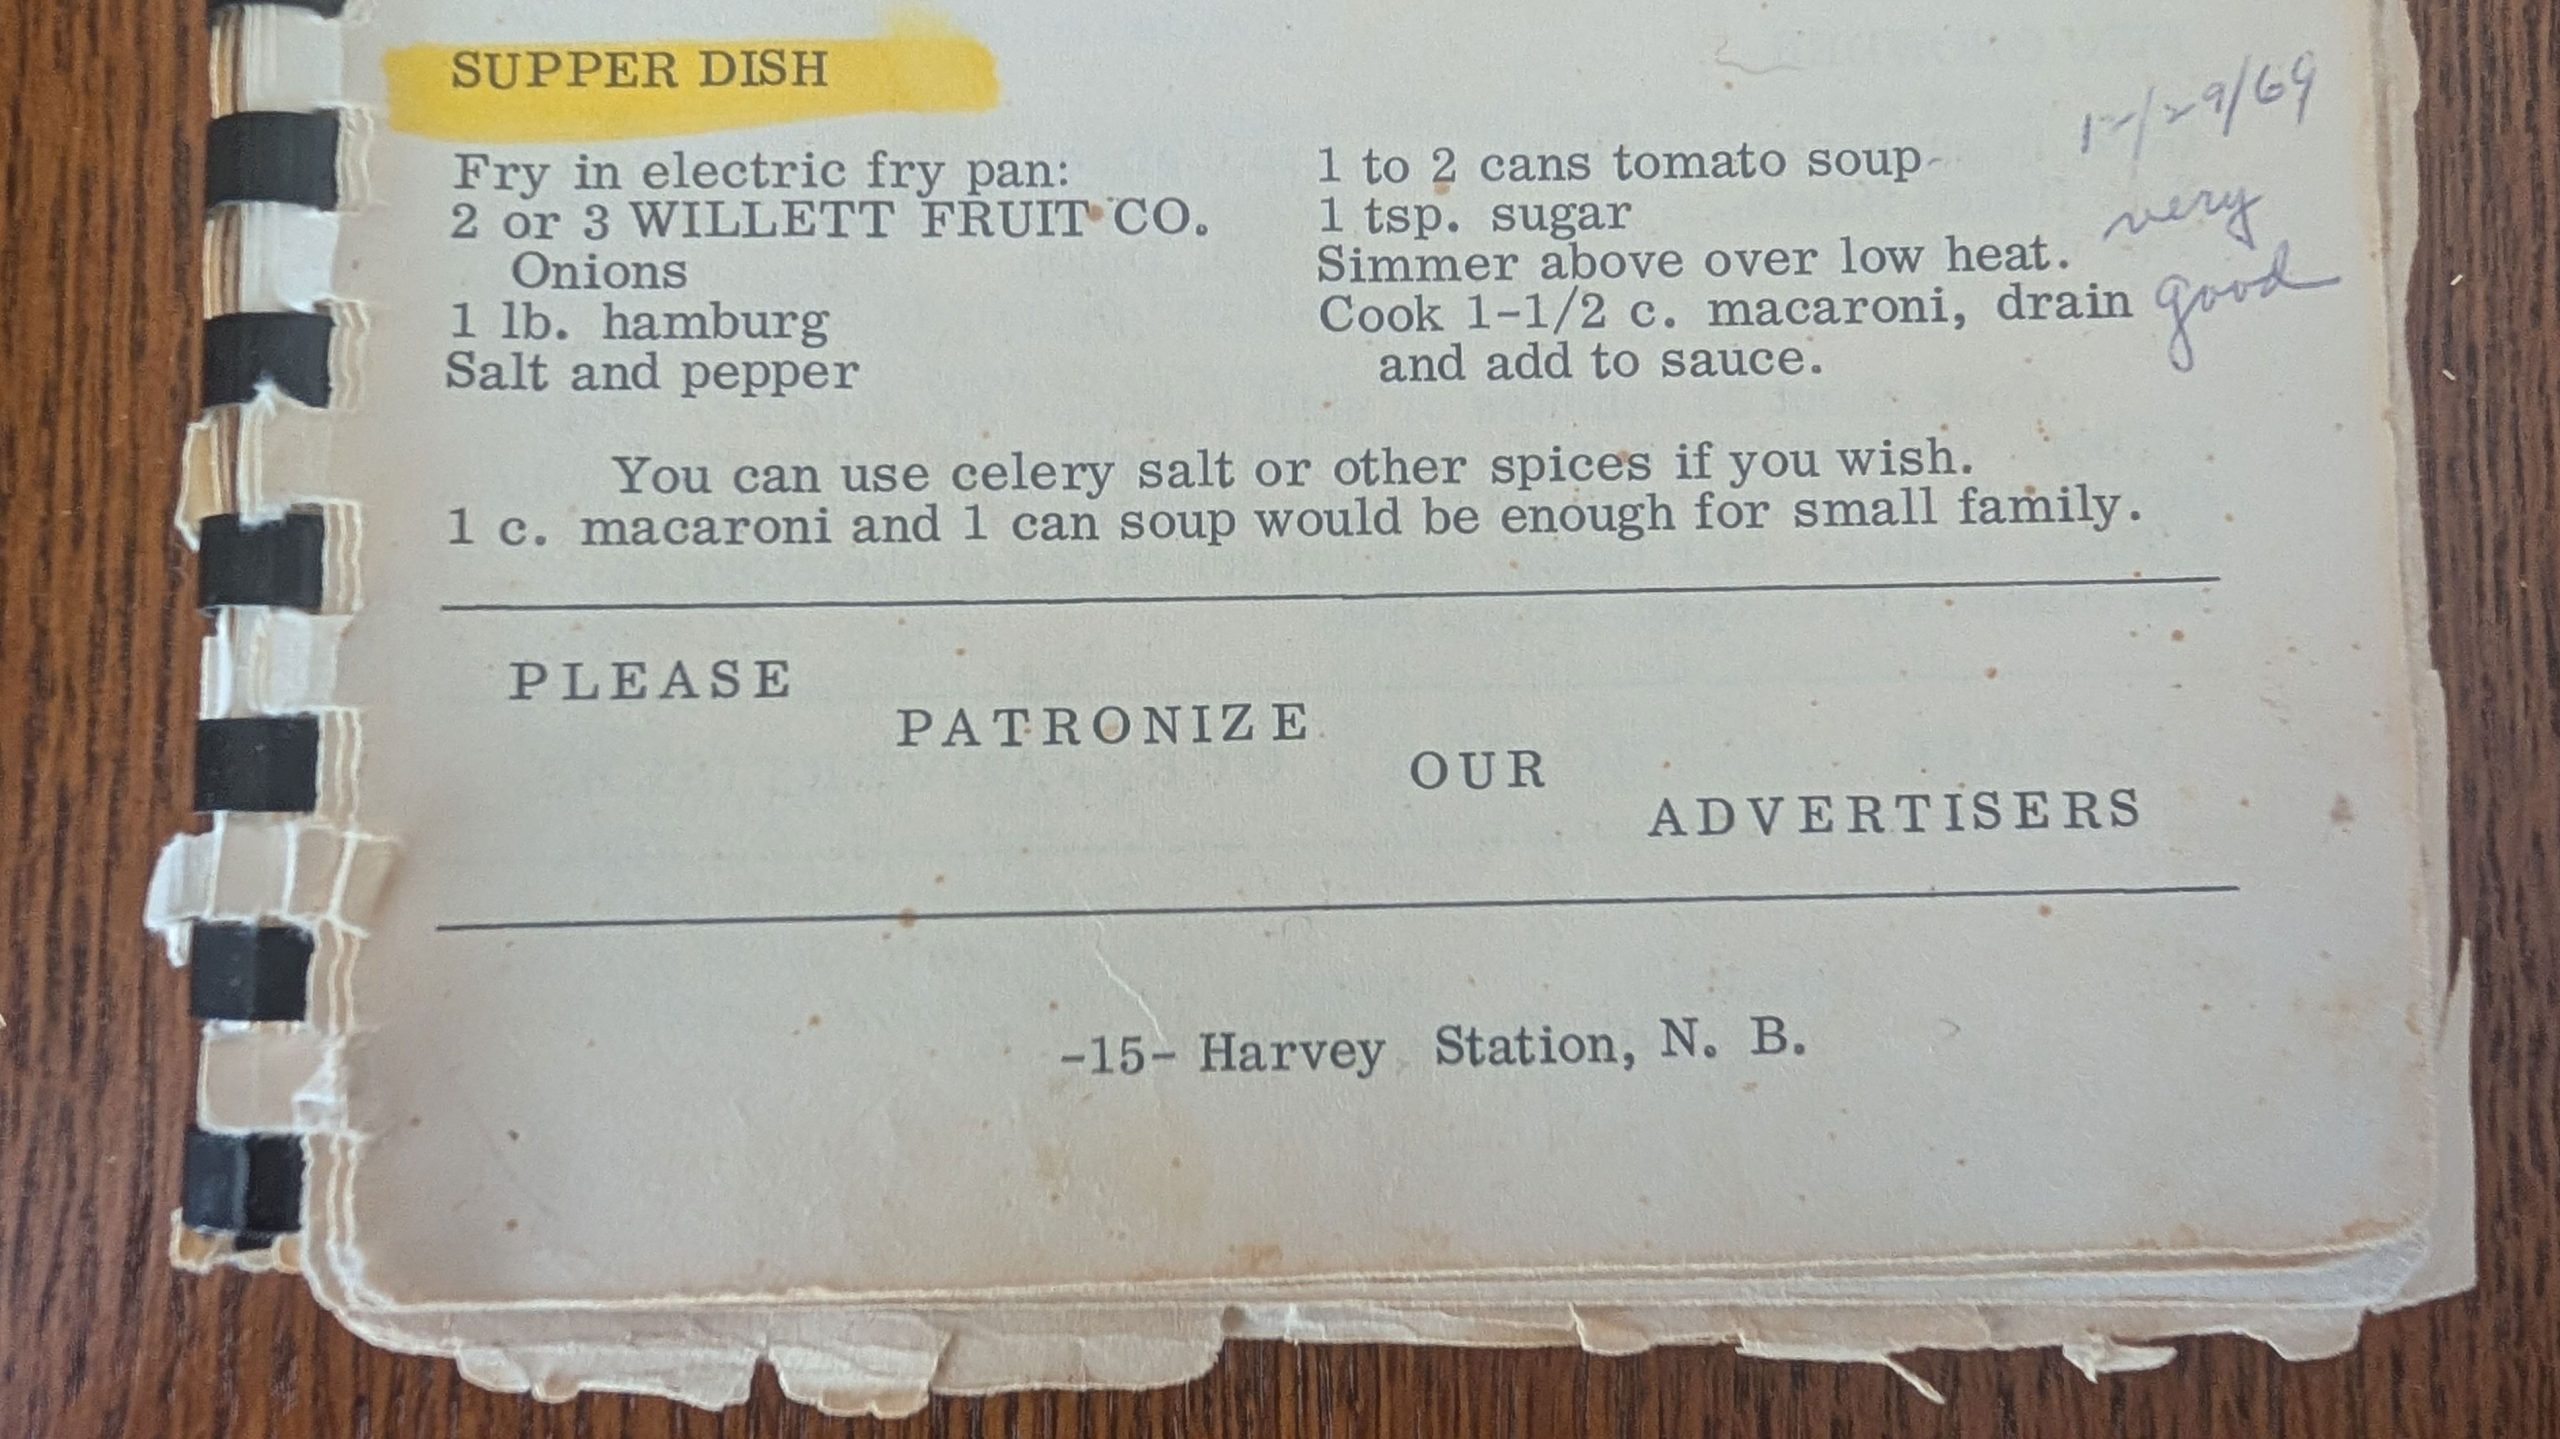 SUPPER DISH
Fry in electric fry pan:
2 or 3 WILLETT FRUIT CO.
Onions
1 lb. hamburg
Salt and pepper
1 to 2 cans tomato soup
1 tsp. sugar
Simmer above over low heat.
Cook 1-1/2 c. macaroni, drain
and add to sauce.
12/29/69
very
good
You can use celery salt or other spices if you wish.
1 c. macaroni and 1 can soup would be enough for small family.
PLEASE
PATRONIZE
OUR
ADVERTISERS
-15- Harvey Station, N. B.